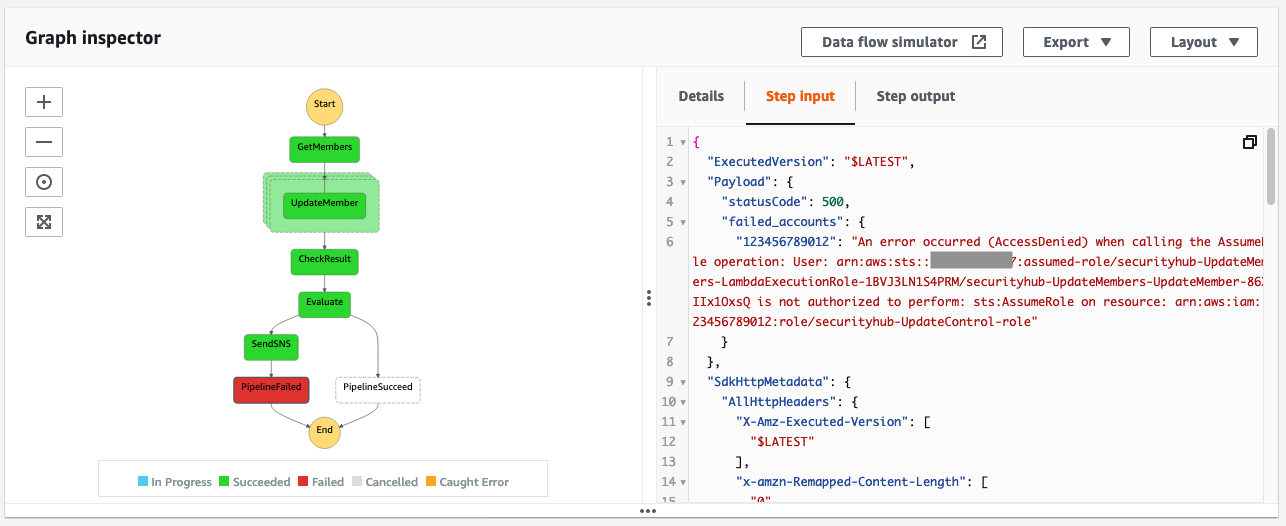 Graph inspector
Data flow simulator
Export
Layout
Start
GetMembers
UpdateMember
CheckResult
Evaluate
SendSNS
PipelineFailed
PipelineSucceed
End
In Progress
Succeeded
Failed
Cancelled
Caught Error
Details
Step input
Step output
1 {
2 "ExecutedVersion": "$LATEST",
3 "Payload": {
4 "statusCode": 500,
5 "failed_accounts": {
6 "123456789012": "An error occurred (AccessDenied) when calling the Assume
le operation: User: arn:aws:sts:: 7:assumed-role/securityhub-UpdateMem
ers-LambdaExecutionRole-1BVJ3LN1S4PRM/securityhub-UpdateMembers-UpdateMember-86
IIx1OxsQ is not authorized to perform: sts:AssumeRole on resource: arn:aws:iam:
23456789012:role/securityhub-UpdateControl-role"
7 }
8 },
9 "SdkHttpMetadata": {
10 "AllHttpHeaders": {
11 "X-Amz-Executed-Version": [
12 "$LATEST"
13 ],
14 "x-amzn-Remapped-Content-Length": [
15 "0"